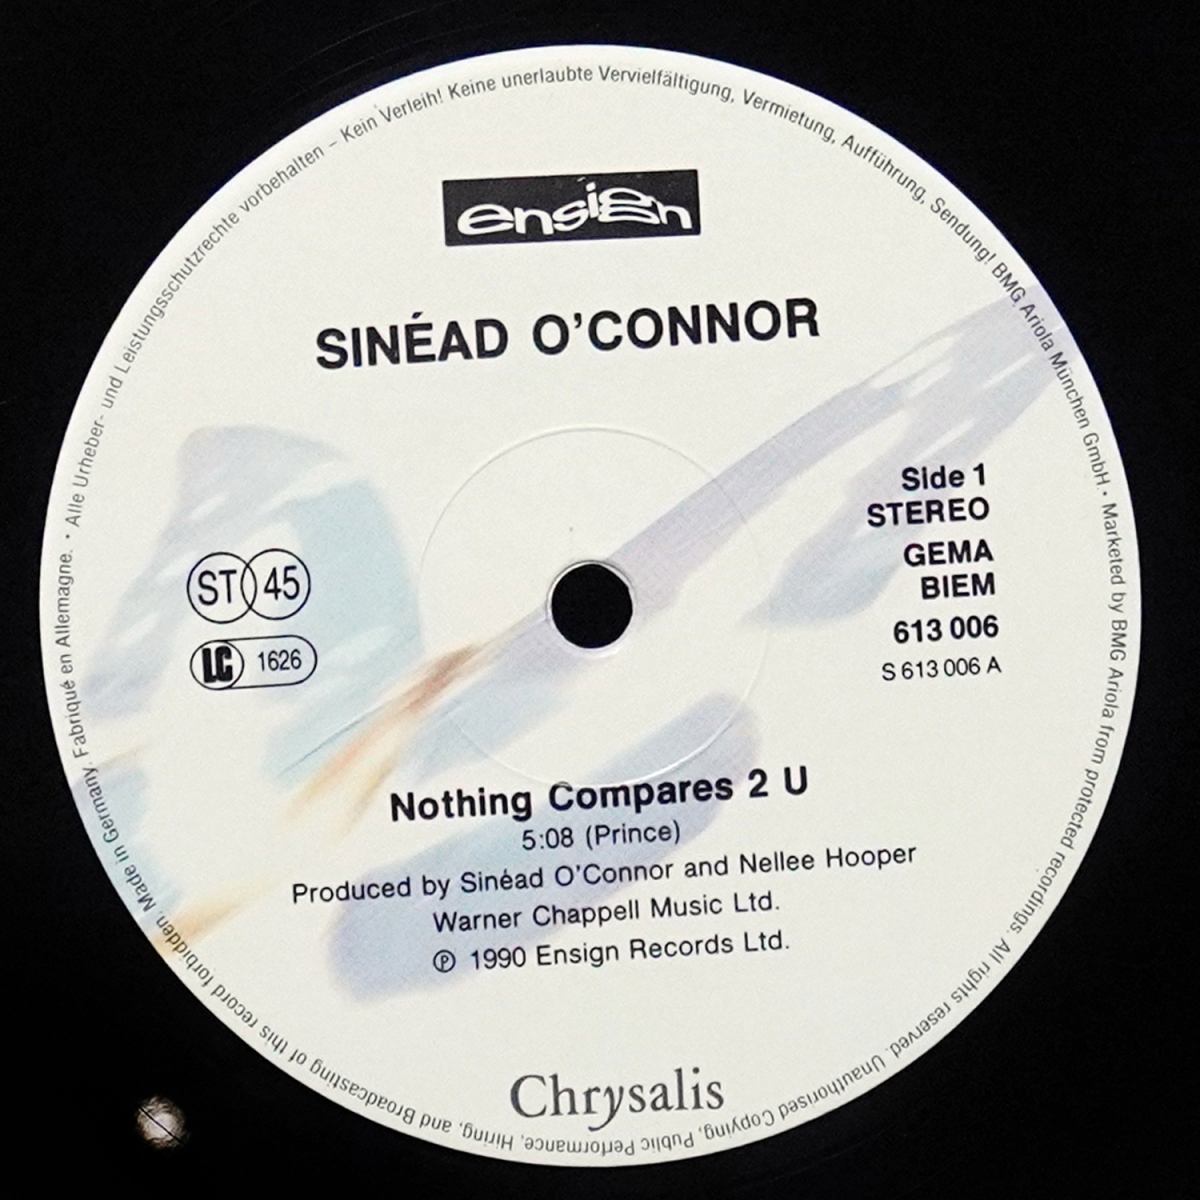 ensign
SINÉAD O'CONNOR
Side 1
STEREO
GEMA
BIEM
613 006
S 613 006 A
ST 45
LC 1626
Nothing Compares 2 U
5:08 (Prince)
Produced by Sinéad O'Connor and Nellee Hooper
Warner Chappell Music Ltd.
℗ 1990 Ensign Records Ltd.
Chrysalis
Made in Germany. Fabriqué en Allemagne. • Alle Urheber- und Leistungsschutzrechte vorbehalten – Kein Verleih! Keine unerlaubte Vervielfältigung, Vermietung, Aufführung, Sendung! BMG Ariola München GmbH. • Marketed by BMG Ariola from protected recordings. All rights reserved. Unauthorised Copying, Public Performance, Hiring, and Broadcasting of this record forbidden.